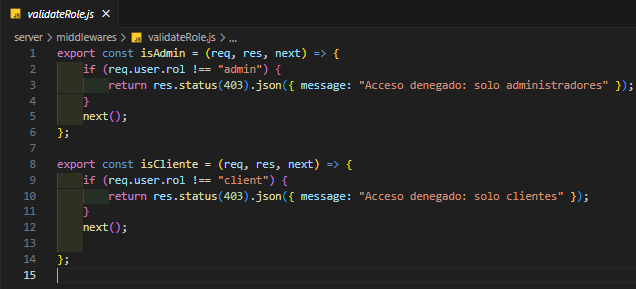 JS validateRole.js ×
server > middlewares > JS validateRole.js > ...
1 export const isAdmin = (req, res, next) => {
2     if (req.user.rol !== "admin") {
3         return res.status(403).json({ message: "Acceso denegado: solo administradores" });
4     }
5     next();
6 };
7
8 export const isCliente = (req, res, next) => {
9     if (req.user.rol !== "client") {
10         return res.status(403).json({ message: "Acceso denegado: solo clientes" });
11     }
12     next();
13
14 };
15